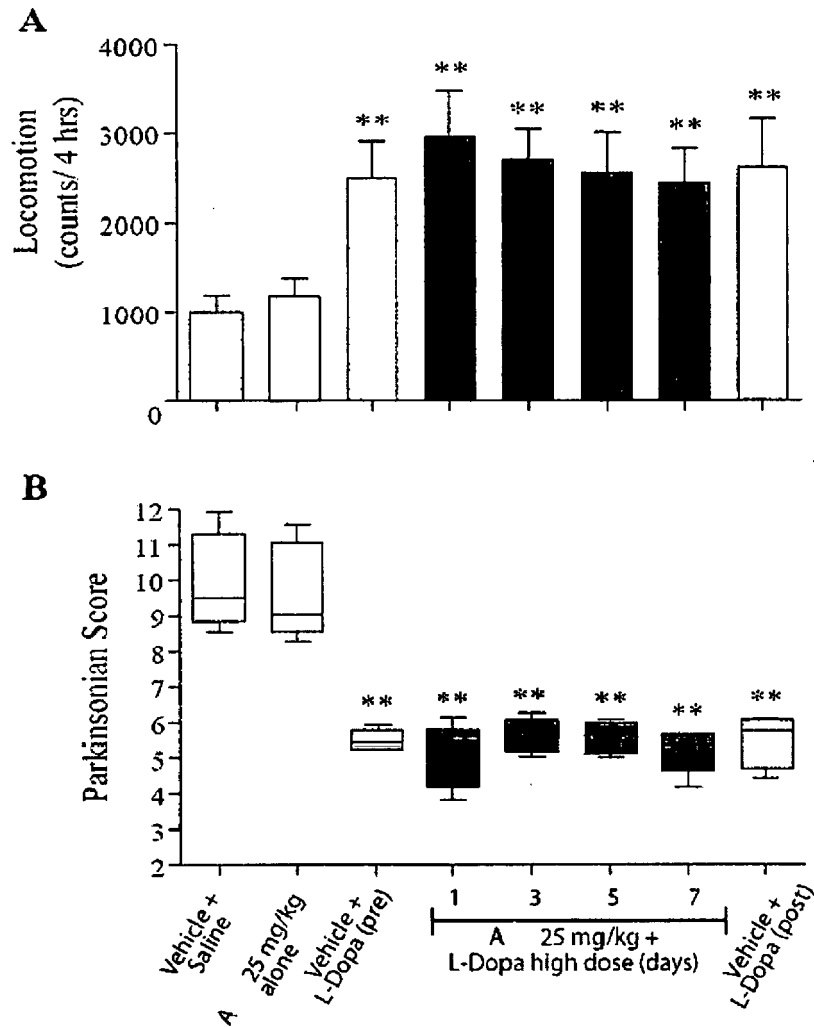 A
Locomotion
(counts/ 4 hrs)
4000
3000
2000
1000
0
**
**
**
**
**
**
B
Parkinsonian Score
12
11
10
9
8
7
6
5
4
3
2
**
**
**
**
**
**
Vehicle +
Saline
A 25 mg/kg
alone
Vehicle +
L-Dopa (pre)
1 3 5 7
A 25 mg/kg +
L-Dopa high dose (days)
Vehicle +
L-Dopa (post)